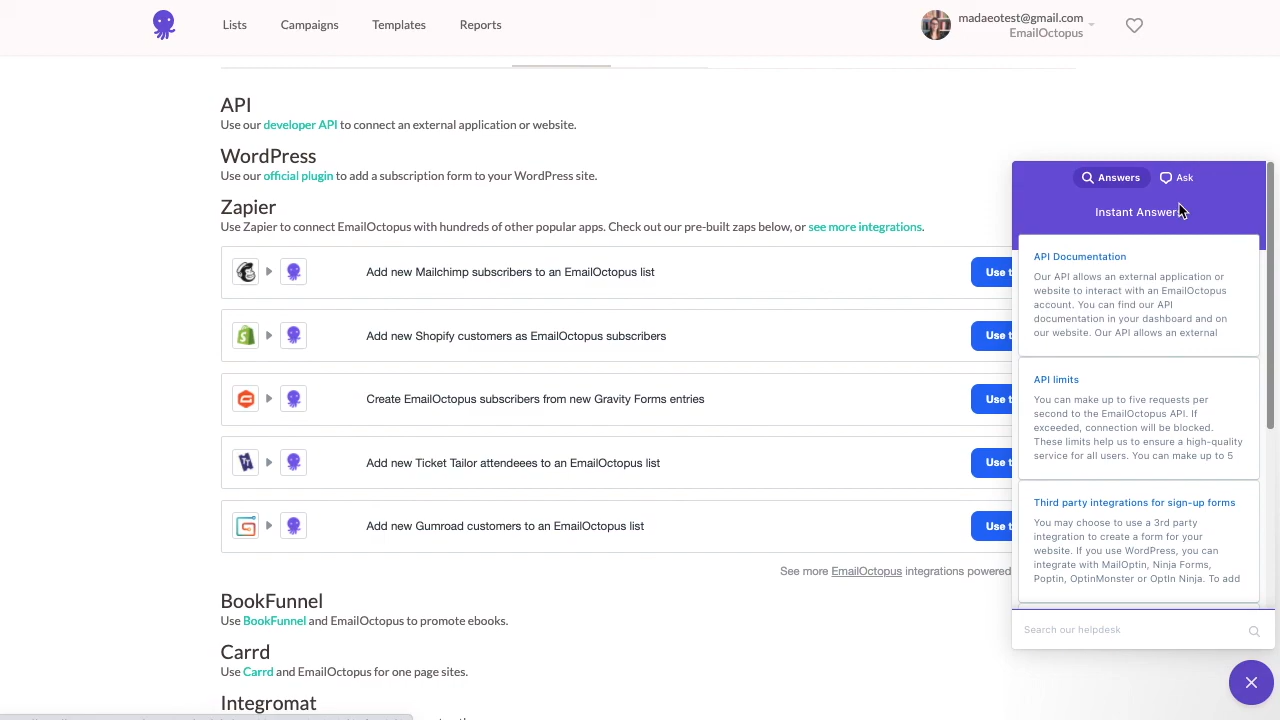 Lists Campaigns Templates Reports
madaeotest@gmail.com
EmailOctopus
API
Use our developer API to connect an external application or website.
WordPress
Use our official plugin to add a subscription form to your WordPress site.
Zapier
Use Zapier to connect EmailOctopus with hundreds of other popular apps. Check out our pre-built zaps below, or see more integrations.
Add new Mailchimp subscribers to an EmailOctopus list
Use t
Add new Shopify customers as EmailOctopus subscribers
Use t
Create EmailOctopus subscribers from new Gravity Forms entries
Use t
Add new Ticket Tailor attendeees to an EmailOctopus list
Use t
Add new Gumroad customers to an EmailOctopus list
Use t
See more EmailOctopus integrations powered
BookFunnel
Use BookFunnel and EmailOctopus to promote ebooks.
Carrd
Use Carrd and EmailOctopus for one page sites.
Integromat
Answers Ask
Instant Answers
API Documentation
Our API allows an external application or
website to interact with an EmailOctopus
account. You can find our API
documentation in your dashboard and on
our website. Our API allows an external
API limits
You can make up to five requests per
second to the EmailOctopus API. If
exceeded, connection will be blocked.
These limits help us to ensure a high-quality
service for all users. You can make up to 5
Third party integrations for sign-up forms
You may choose to use a 3rd party
integration to create a form for your
website. If you use WordPress, you can
integrate with MailOptin, Ninja Forms,
Poptin, OptinMonster or OptIn Ninja. To add
Search our helpdesk